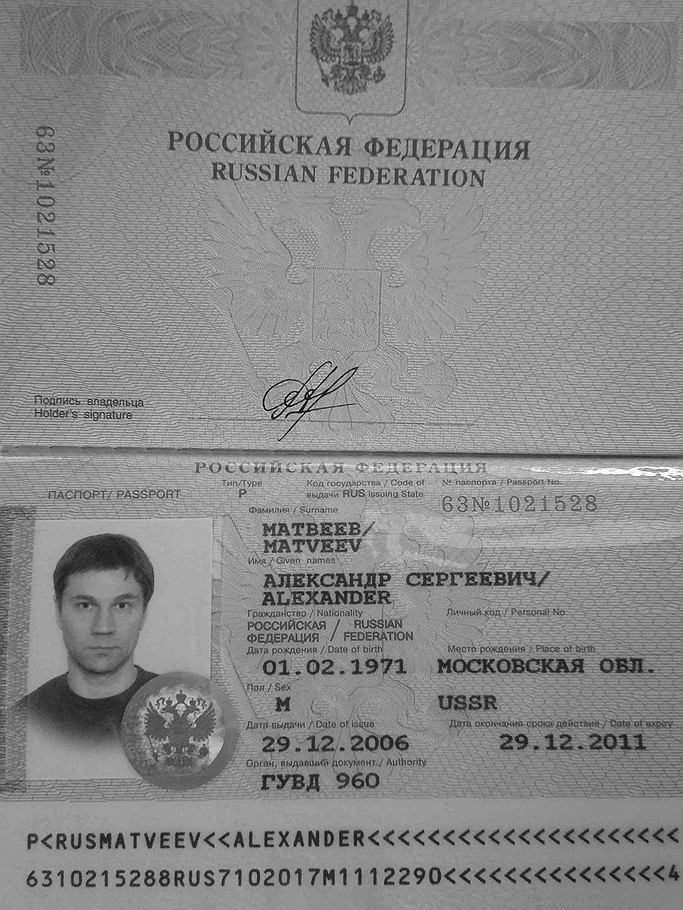 РОССИЙСКАЯ ФЕДЕРАЦИЯ
RUSSIAN FEDERATION
63№1021528
Подпись владельца
Holder's signature
РОССИЙСКАЯ ФЕДЕРАЦИЯ
ПАСПОРТ/ PASSPORT
Тип/Type
P
Код государства / Code of
выдачи RUS issuing State
№ паспорта / Passport No.
63№1021528
Фамилия / Surname
МАТВЕЕВ/
MATVEEV
Имя / Given names
АЛЕКСАНДР СЕРГЕЕВИЧ/
ALEXANDER
Гражданство / Nationality
Личный код / Personal No
РОССИЙСКАЯ / RUSSIAN
ФЕДЕРАЦИЯ / FEDERATION
Дата рождения / Date of birth
Место рождения / Place of birth
01.02.1971 МОСКОВСКАЯ ОБЛ.
Пол / Sex
М USSR
Дата выдачи / Date of issue
Дата окончания срока действия / Date of expiry
29.12.2006 29.12.2011
Орган, выдавший документ / Authority
ГУВД 960
P<RUSMATVEEV<<ALEXANDER<<<<<<<<<<<<<<<<<<<<<
6310215288RUS7102017M1112290<<<<<<<<<<<<<<<4